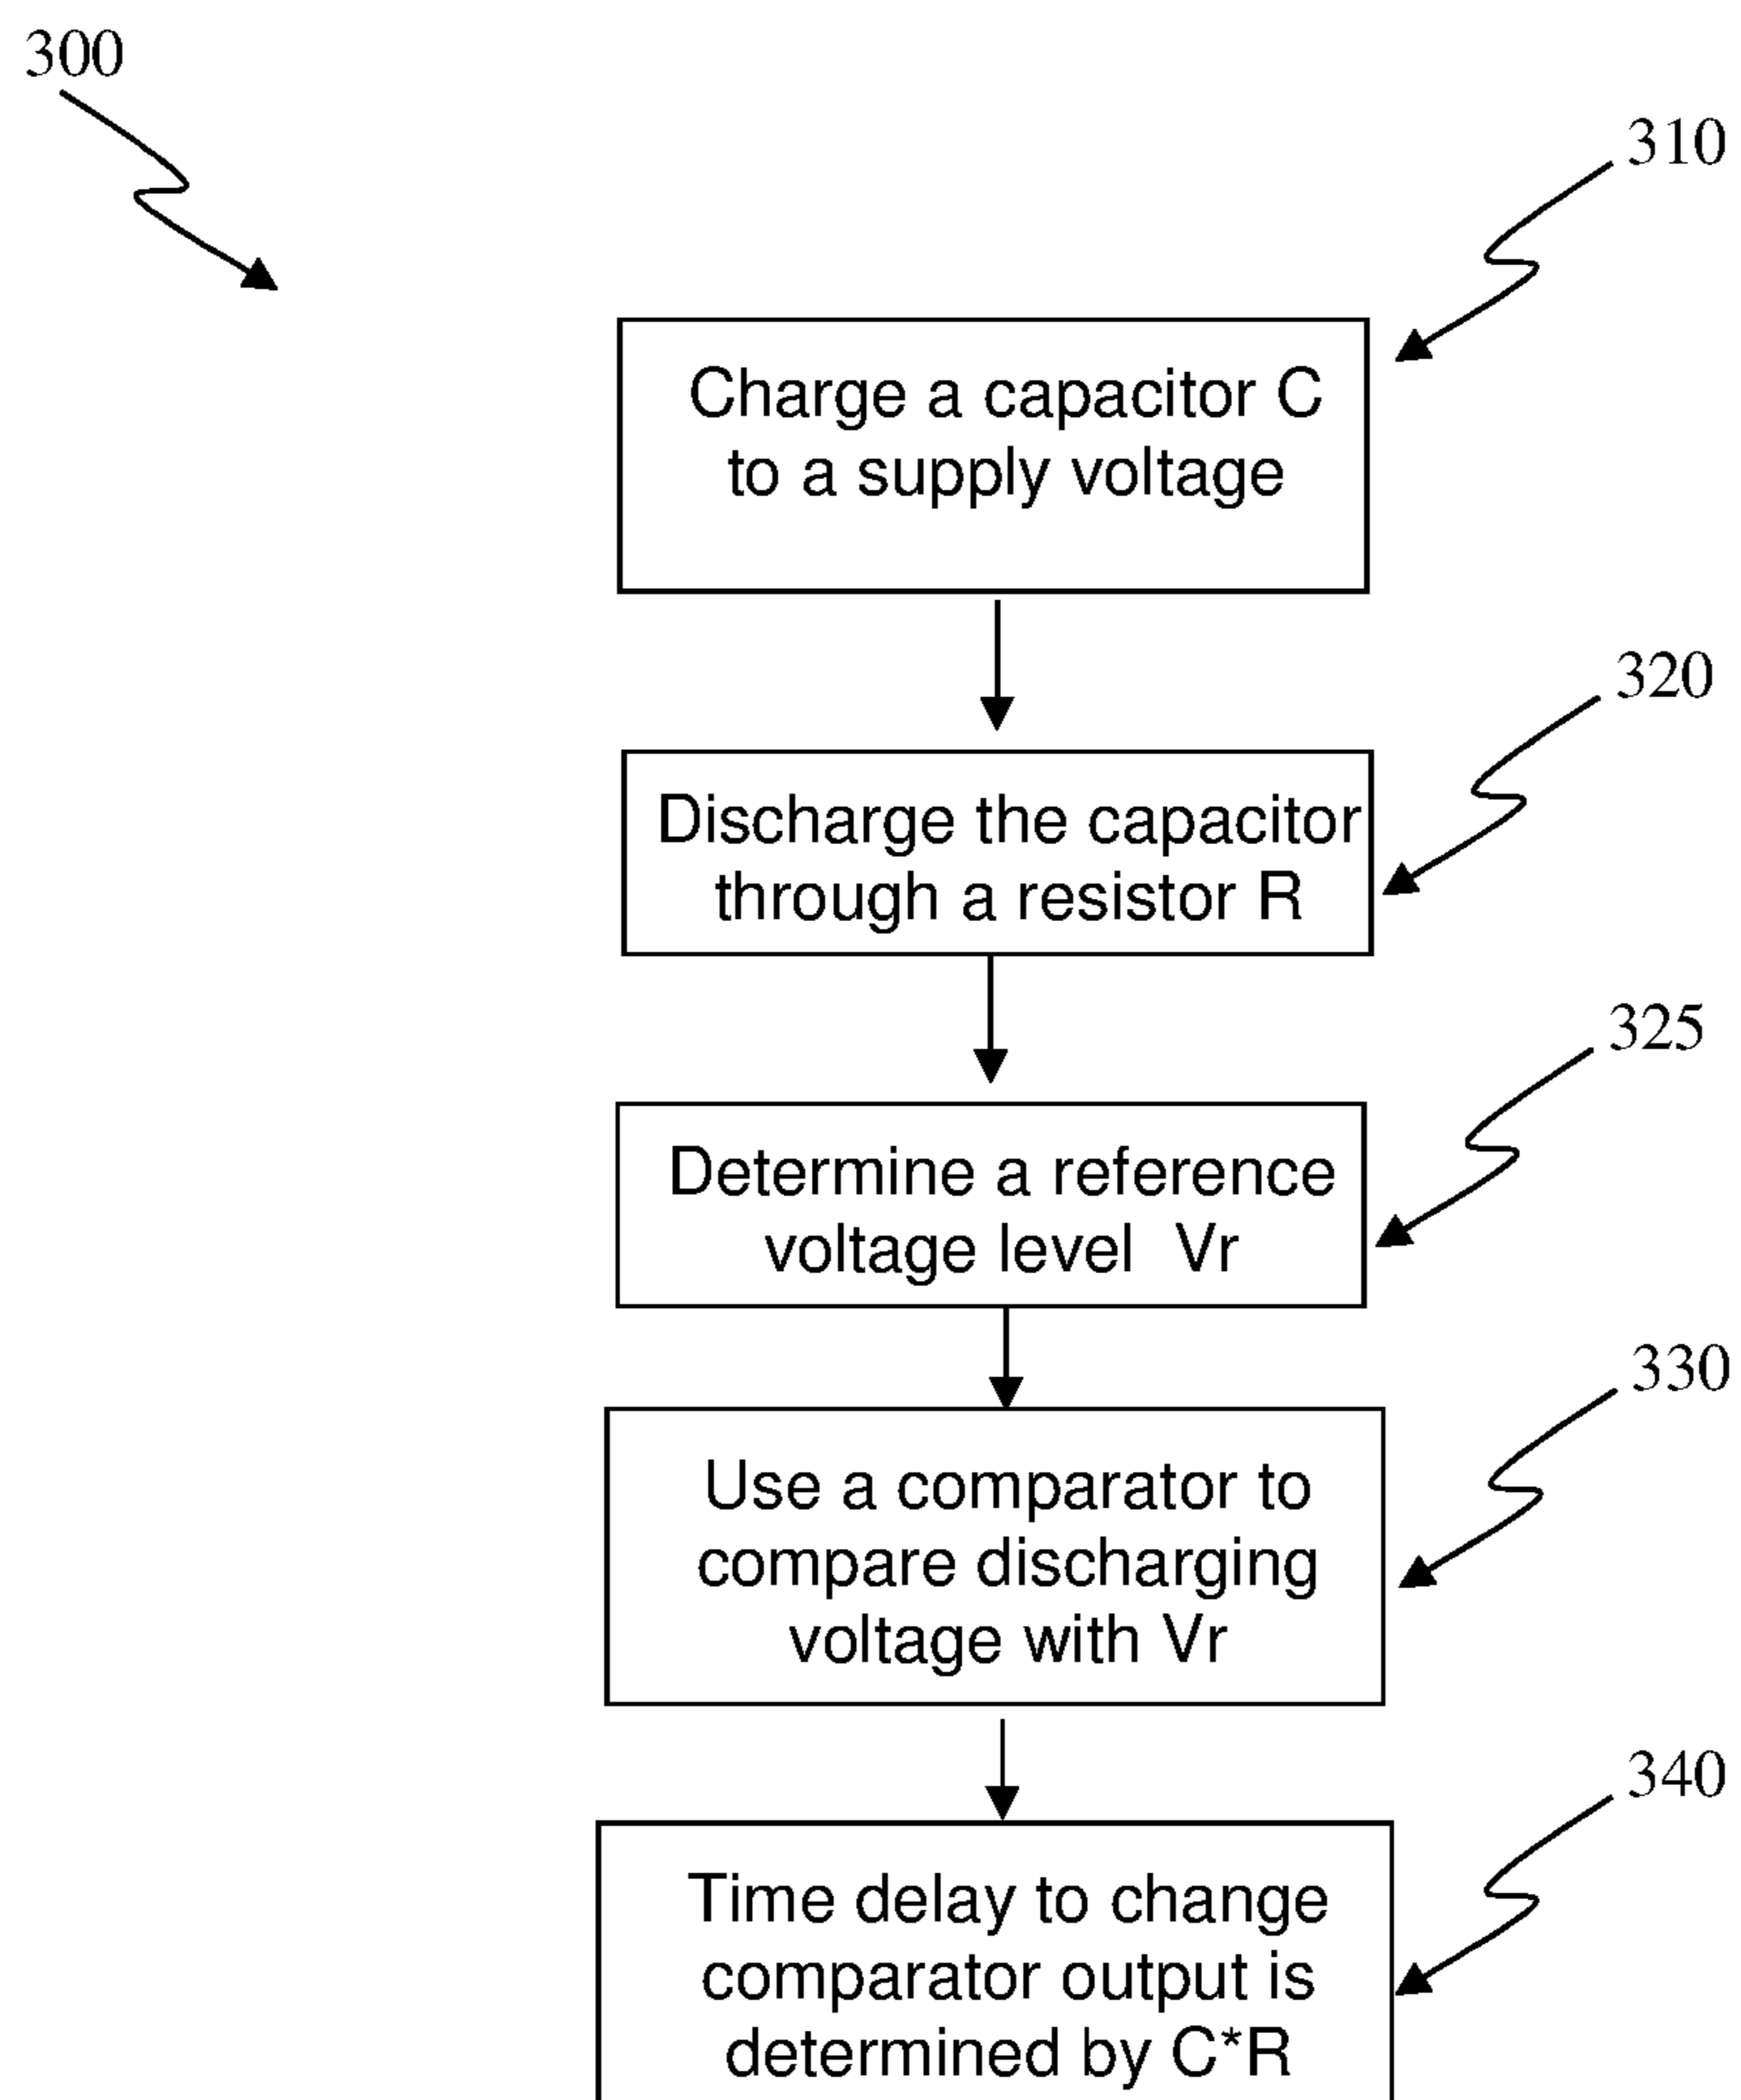 300
310
Charge a capacitor C
to a supply voltage
320
Discharge the capacitor
through a resistor R
325
Determine a reference
voltage level Vr
330
Use a comparator to
compare discharging
voltage with Vr
340
Time delay to change
comparator output is
determined by C*R